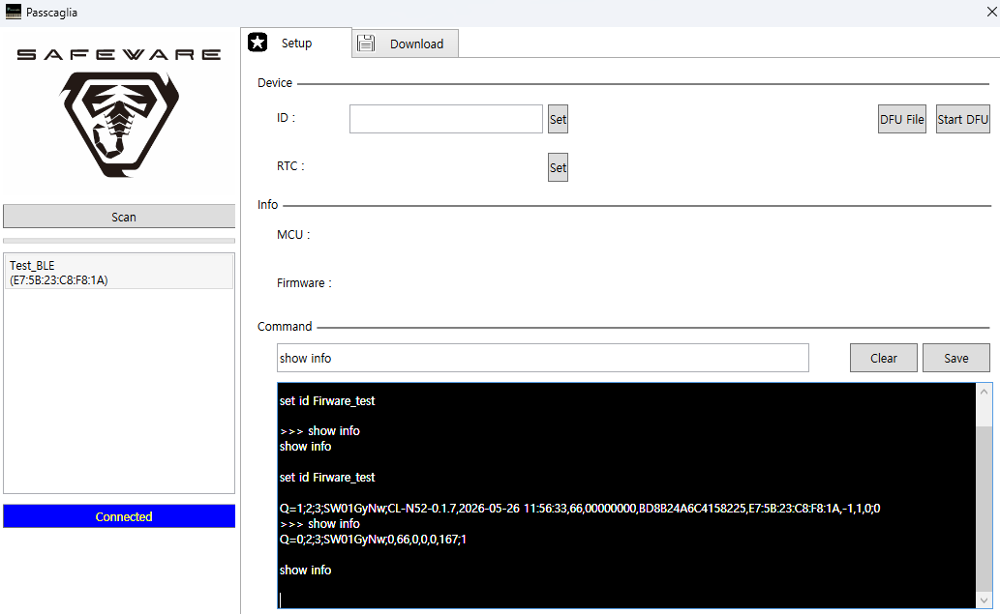 Passcaglia
SAFEWARE
Setup
Download
Device
ID :
Set
DFU File
Start DFU
RTC :
Set
Scan
Info
MCU :
Test_BLE
(E7:5B:23:C8:F8:1A)
Firmware :
Command
show info
Clear
Save
set id Firware_test
>>> show info
show info
set id Firware_test
Q=1;2;3;SW01GyNw;CL-N52-0.1.7,2026-05-26 11:56:33,66,00000000,BD8B24A6C4158225,E7:5B:23:C8:F8:1A,-1,1,0;0
>>> show info
Q=0;2;3;SW01GyNw;0,66,0,0,0,167;1
show info
Connected